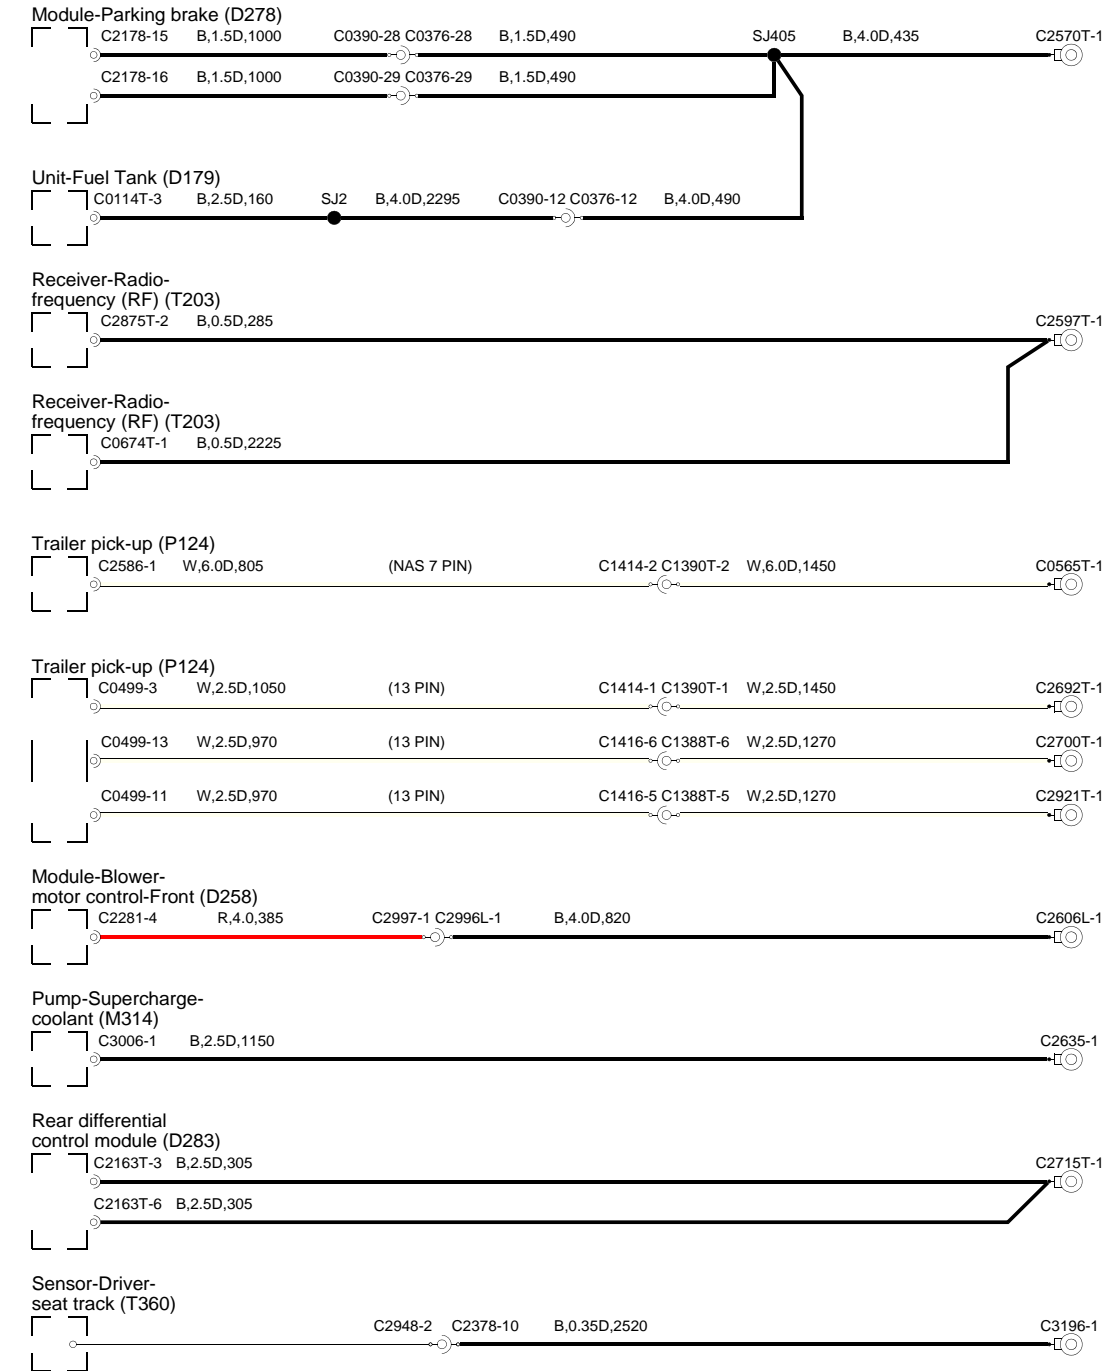 Module-Parking brake (D278)
C2178-15 B,1.5D,1000 C0390-28 C0376-28 B,1.5D,490 SJ405 B,4.0D,435 C2570T-1
C2178-16 B,1.5D,1000 C0390-29 C0376-29 B,1.5D,490
Unit-Fuel Tank (D179)
C0114T-3 B,2.5D,160 SJ2 B,4.0D,2295 C0390-12 C0376-12 B,4.0D,490
Receiver-Radio-
frequency (RF) (T203)
C2875T-2 B,0.5D,285 C2597T-1
Receiver-Radio-
frequency (RF) (T203)
C0674T-1 B,0.5D,2225
Trailer pick-up (P124)
C2586-1 W,6.0D,805 (NAS 7 PIN) C1414-2 C1390T-2 W,6.0D,1450 C0565T-1
Trailer pick-up (P124)
C0499-3 W,2.5D,1050 (13 PIN) C1414-1 C1390T-1 W,2.5D,1450 C2692T-1
C0499-13 W,2.5D,970 (13 PIN) C1416-6 C1388T-6 W,2.5D,1270 C2700T-1
C0499-11 W,2.5D,970 (13 PIN) C1416-5 C1388T-5 W,2.5D,1270 C2921T-1
Module-Blower-
motor control-Front (D258)
C2281-4 R,4.0,385 C2997-1 C2996L-1 B,4.0D,820 C2606L-1
Pump-Supercharge-
coolant (M314)
C3006-1 B,2.5D,1150 C2635-1
Rear differential
control module (D283)
C2163T-3 B,2.5D,305 C2715T-1
C2163T-6 B,2.5D,305
Sensor-Driver-
seat track (T360)
C2948-2 C2378-10 B,0.35D,2520 C3196-1